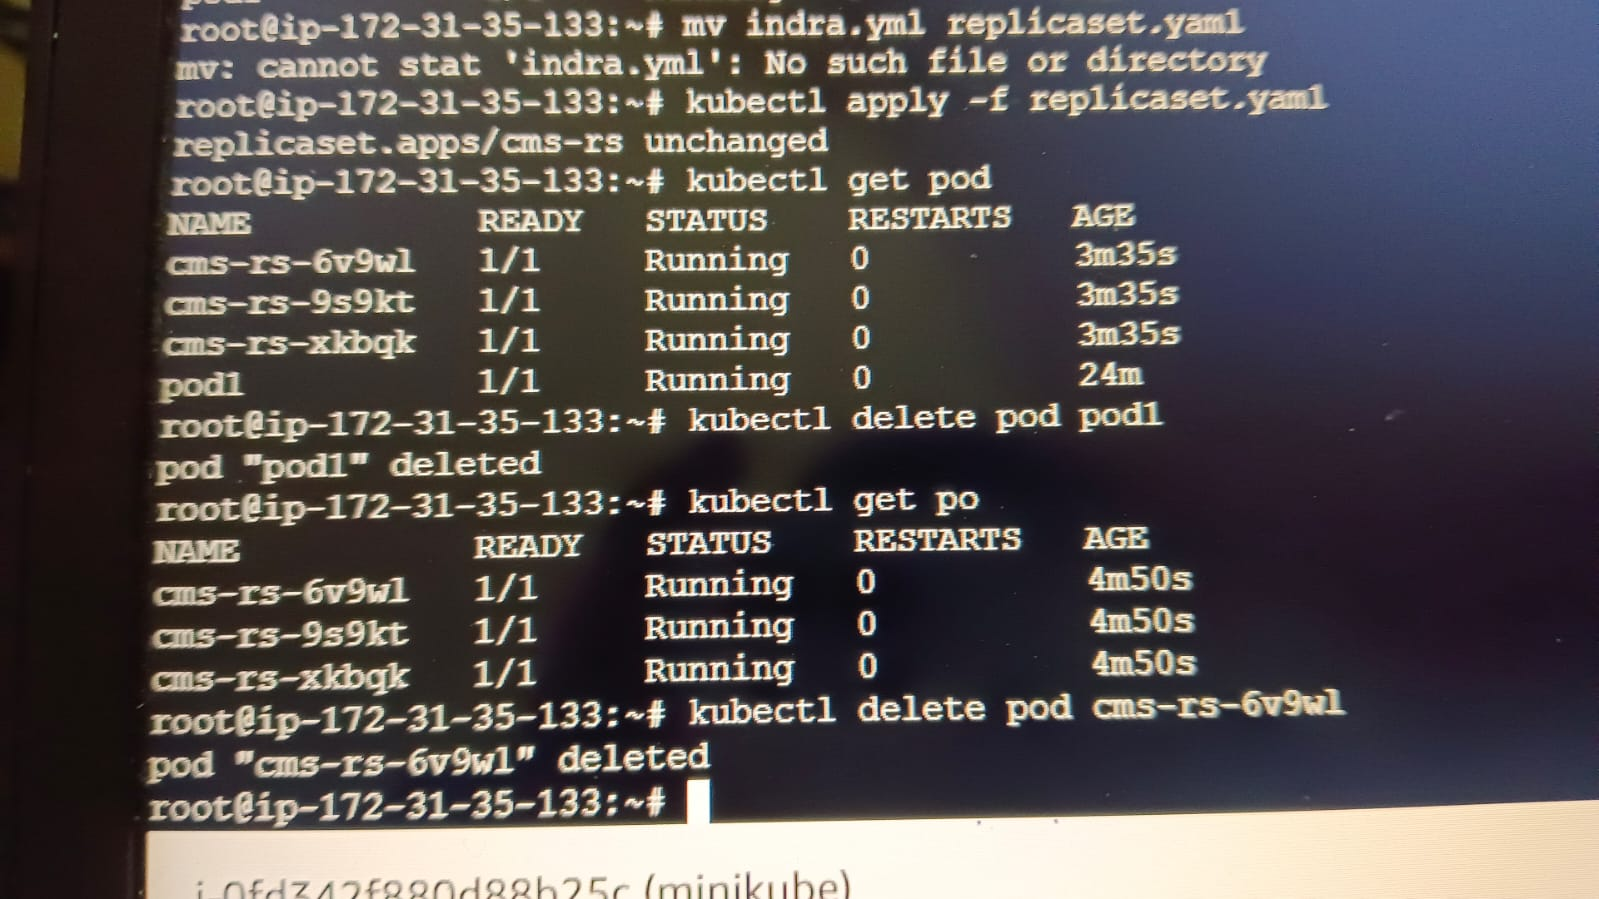 root@ip-172-31-35-133:~# mv indra.yml replicaset.yaml
mv: cannot stat 'indra.yml': No such file or directory
root@ip-172-31-35-133:~# kubectl apply -f replicaset.yaml
replicaset.apps/cms-rs unchanged
root@ip-172-31-35-133:~# kubectl get pod
NAME READY STATUS RESTARTS AGE
cms-rs-6v9wl 1/1 Running 0 3m35s
cms-rs-9s9kt 1/1 Running 0 3m35s
cms-rs-xkbqk 1/1 Running 0 3m35s
pod1 1/1 Running 0 24m
root@ip-172-31-35-133:~# kubectl delete pod pod1
pod "pod1" deleted
root@ip-172-31-35-133:~# kubectl get po
NAME READY STATUS RESTARTS AGE
cms-rs-6v9wl 1/1 Running 0 4m50s
cms-rs-9s9kt 1/1 Running 0 4m50s
cms-rs-xkbqk 1/1 Running 0 4m50s
root@ip-172-31-35-133:~# kubectl delete pod cms-rs-6v9wl
pod "cms-rs-6v9wl" deleted
root@ip-172-31-35-133:~#
i-0fd342f880d88b25c (minikube)